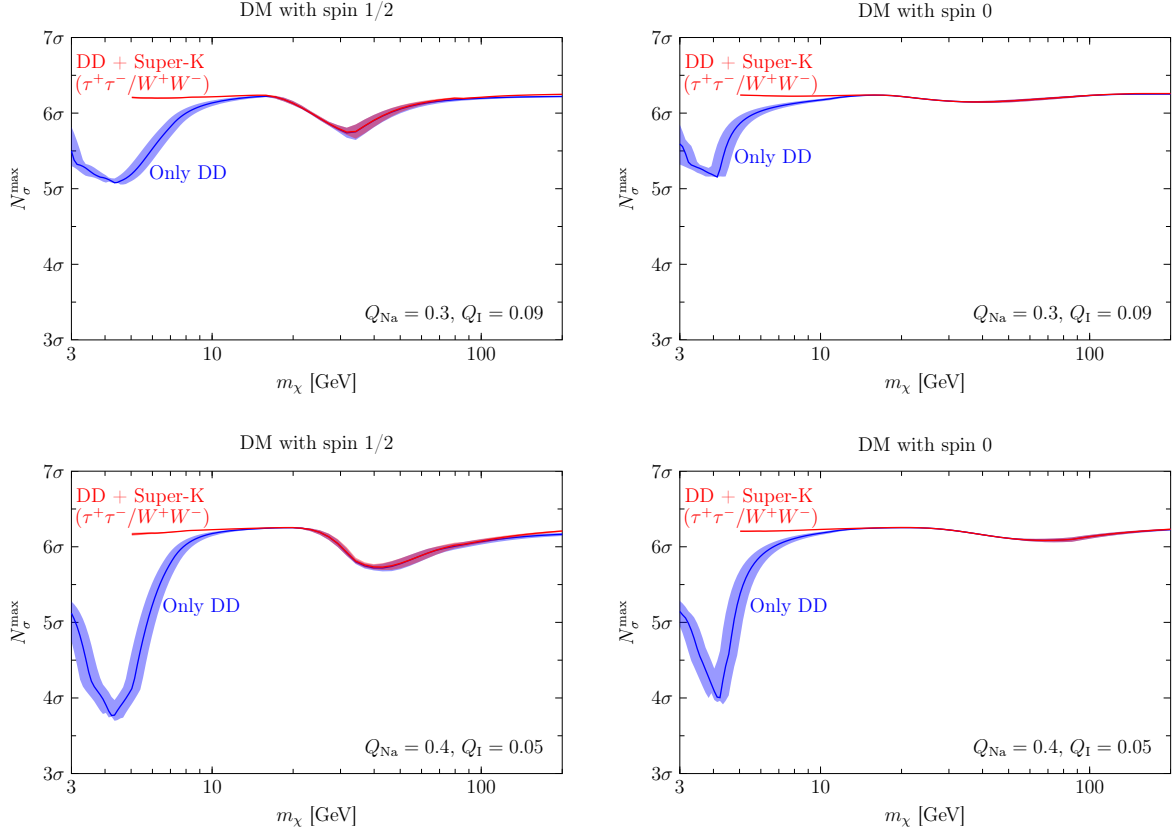 DM with spin 1/2
7σ
6σ
5σ
4σ
3σ
N_σ^max
DD + Super-K
(τ⁺τ⁻/W⁺W⁻)
Only DD
Q_Na = 0.3, Q_I = 0.09
3
10
100
m_χ [GeV]
DM with spin 0
7σ
6σ
5σ
4σ
3σ
N_σ^max
DD + Super-K
(τ⁺τ⁻/W⁺W⁻)
Only DD
Q_Na = 0.3, Q_I = 0.09
3
10
100
m_χ [GeV]
DM with spin 1/2
7σ
6σ
5σ
4σ
3σ
N_σ^max
DD + Super-K
(τ⁺τ⁻/W⁺W⁻)
Only DD
Q_Na = 0.4, Q_I = 0.05
3
10
100
m_χ [GeV]
DM with spin 0
7σ
6σ
5σ
4σ
3σ
N_σ^max
DD + Super-K
(τ⁺τ⁻/W⁺W⁻)
Only DD
Q_Na = 0.4, Q_I = 0.05
3
10
100
m_χ [GeV]